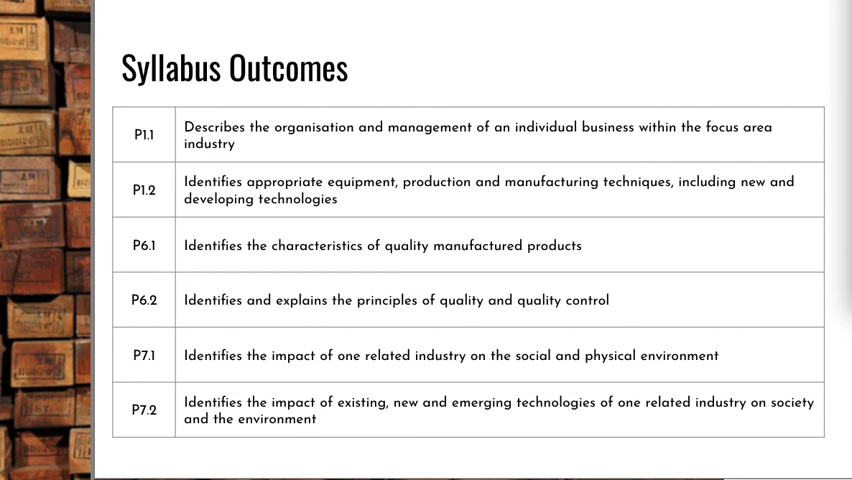 Syllabus Outcomes
P1.1
Describes the organisation and management of an individual business within the focus area
industry
P1.2
Identifies appropriate equipment, production and manufacturing techniques, including new and
developing technologies
P6.1
Identifies the characteristics of quality manufactured products
P6.2
Identifies and explains the principles of quality and quality control
P7.1
Identifies the impact of one related industry on the social and physical environment
P7.2
Identifies the impact of existing, new and emerging technologies of one related industry on society
and the environment